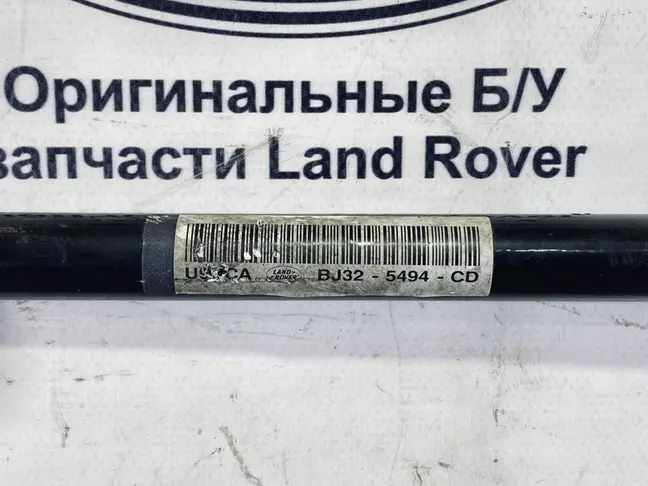 Оригинальные Б/У
запчасти Land Rover
LAND-
ROVER
BJ32 - 5494 - CD